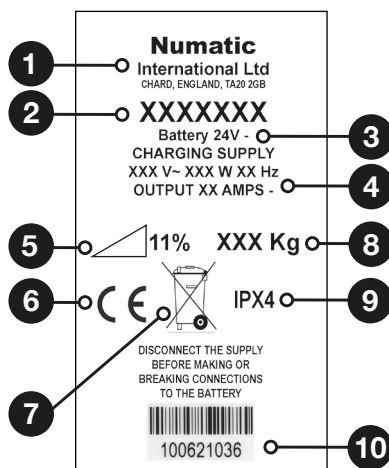 Numatic
1 International Ltd
CHARD, ENGLAND, TA20 2GB
2 XXXXXXX
Battery 24V - 3
CHARGING SUPPLY
XXX V~ XXX W XX Hz
OUTPUT XX AMPS - 4
5 11% XXX Kg 8
6 CE IPX4 9
7
DISCONNECT THE SUPPLY
BEFORE MAKING OR
BREAKING CONNECTIONS
TO THE BATTERY
100621036 10